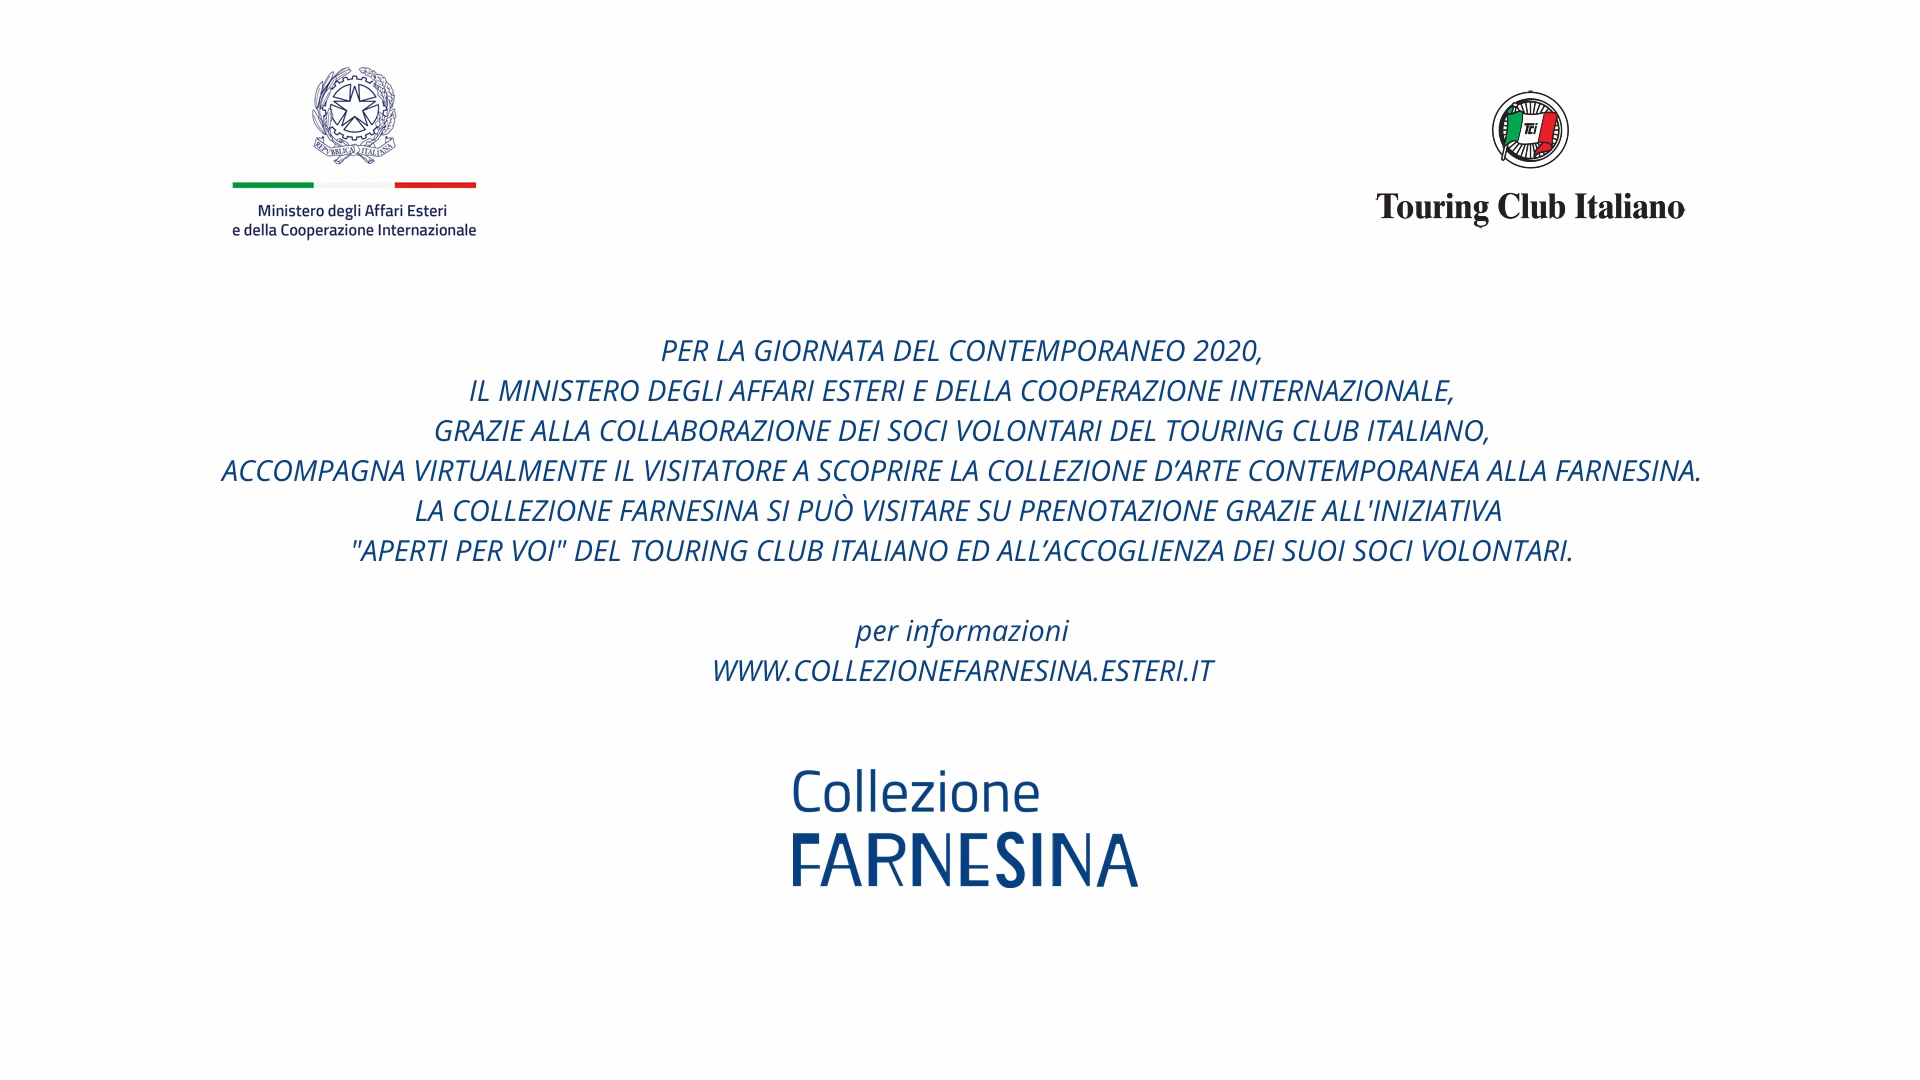 REPVBBLICA ITALIANA
Ministero degli Affari Esteri
e della Cooperazione Internazionale
TCi
Touring Club Italiano
PER LA GIORNATA DEL CONTEMPORANEO 2020,
IL MINISTERO DEGLI AFFARI ESTERI E DELLA COOPERAZIONE INTERNAZIONALE,
GRAZIE ALLA COLLABORAZIONE DEI SOCI VOLONTARI DEL TOURING CLUB ITALIANO,
ACCOMPAGNA VIRTUALMENTE IL VISITATORE A SCOPRIRE LA COLLEZIONE D’ARTE CONTEMPORANEA ALLA FARNESINA.
LA COLLEZIONE FARNESINA SI PUÒ VISITARE SU PRENOTAZIONE GRAZIE ALL'INIZIATIVA
"APERTI PER VOI" DEL TOURING CLUB ITALIANO ED ALL’ACCOGLIENZA DEI SUOI SOCI VOLONTARI.
per informazioni
WWW.COLLEZIONEFARNESINA.ESTERI.IT
Collezione
FARNESINA